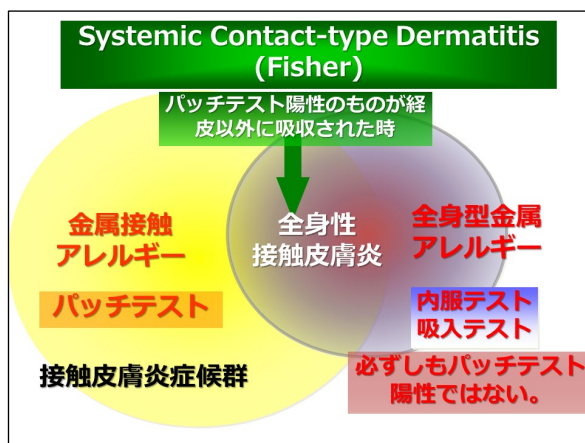 Systemic Contact-type Dermatitis
(Fisher)
パッチテスト陽性のものが経
皮以外に吸収された時
金属接触
アレルギー
全身性
接触皮膚炎
全身型金属
アレルギー
パッチテスト
内服テスト
吸入テスト
接触皮膚炎症候群
必ずしもパッチテスト
陽性ではない。